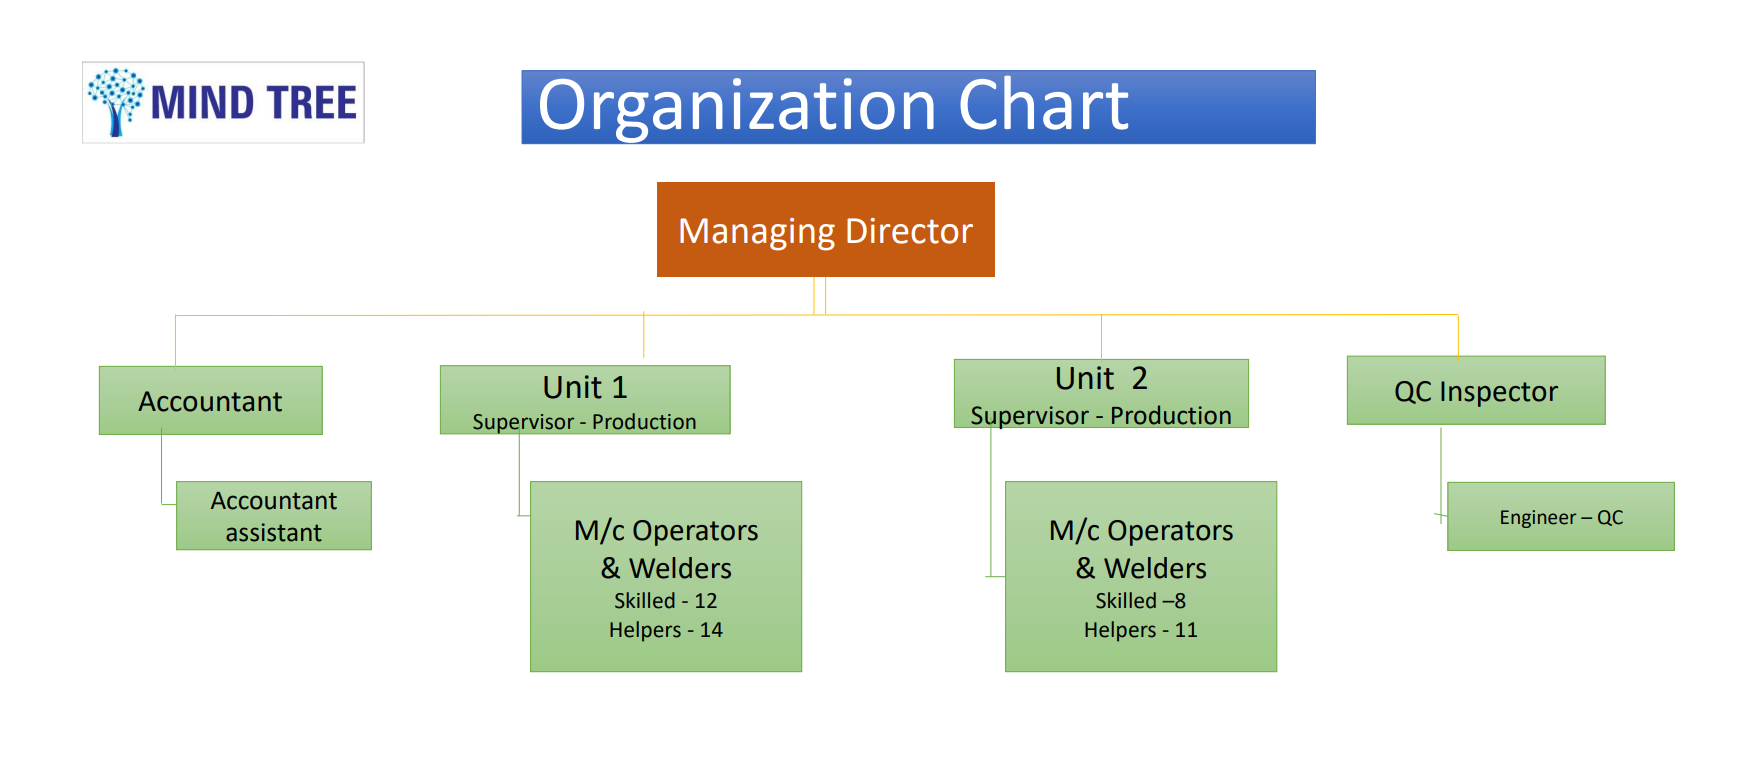 MIND TREE
Organization Chart
Managing Director
Accountant
Unit 1
Supervisor - Production
Unit  2
Supervisor - Production
QC Inspector
Accountant
assistant
M/c Operators
& Welders
Skilled - 12
Helpers - 14
M/c Operators
& Welders
Skilled –8
Helpers - 11
Engineer – QC